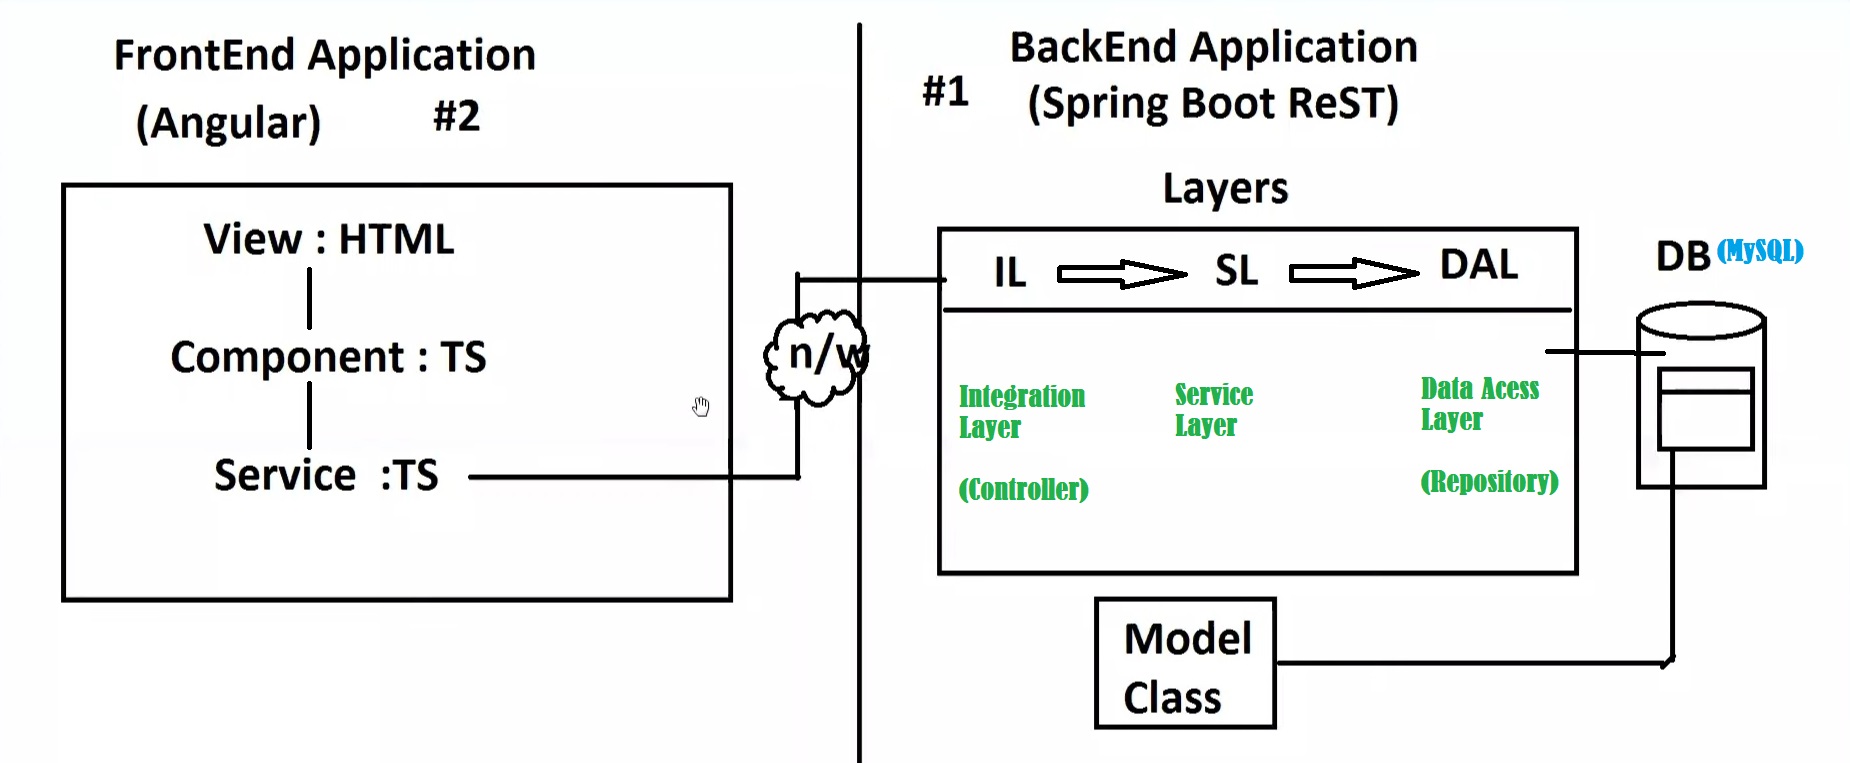 FrontEnd Application
(Angular) #2
View : HTML
Component : TS
Service :TS
n/w
BackEnd Application
#1 (Spring Boot ReST)
Layers
IL SL DAL
Integration
Layer
(Controller)
Service
Layer
Data Acess
Layer
(Repository)
DB (MySQL)
Model
Class